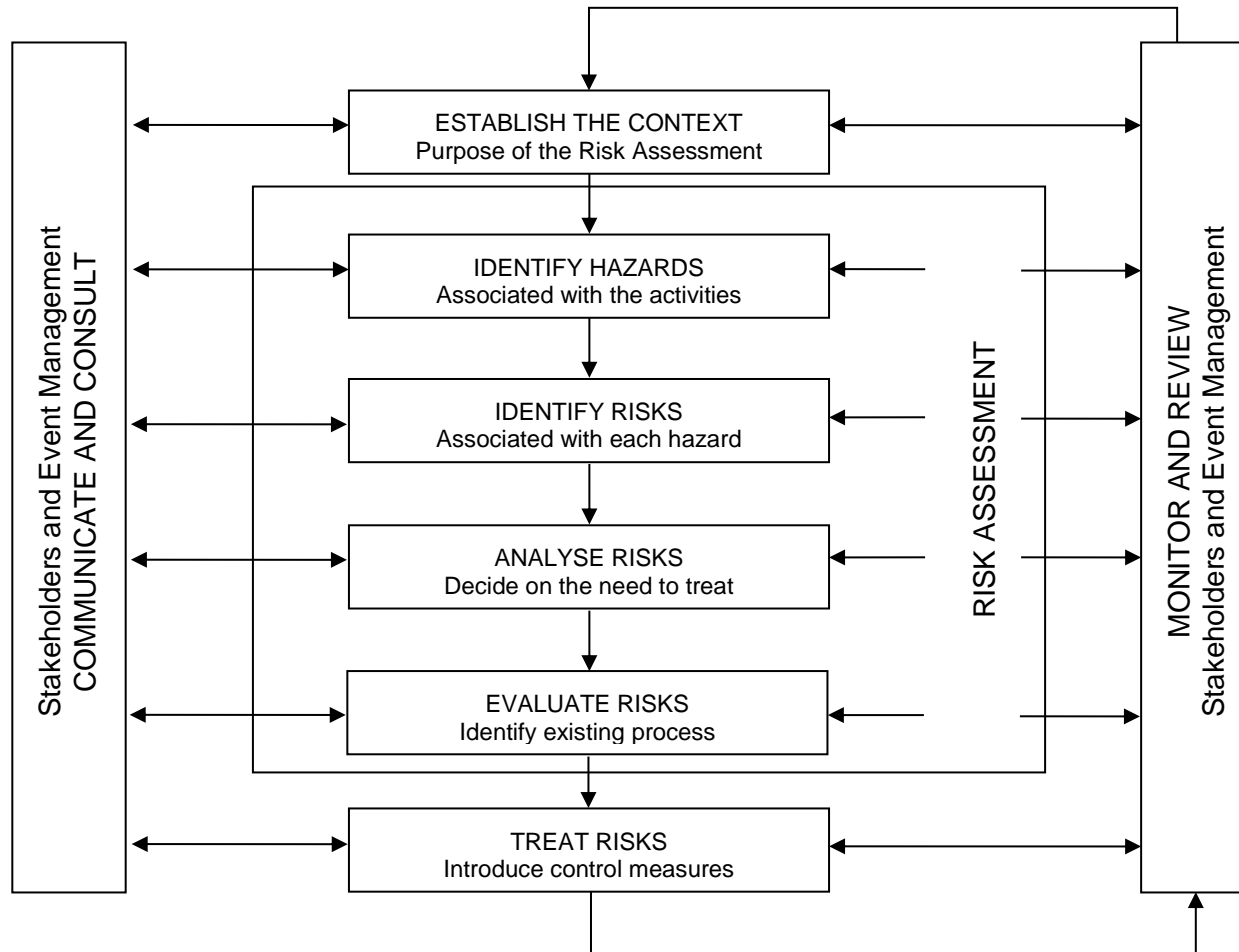 Stakeholders and Event Management
COMMUNICATE AND CONSULT
ESTABLISH THE CONTEXT
Purpose of the Risk Assessment
IDENTIFY HAZARDS
Associated with the activities
IDENTIFY RISKS
Associated with each hazard
ANALYSE RISKS
Decide on the need to treat
EVALUATE RISKS
Identify existing process
TREAT RISKS
Introduce control measures
RISK ASSESSMENT
MONITOR AND REVIEW
Stakeholders and Event Management